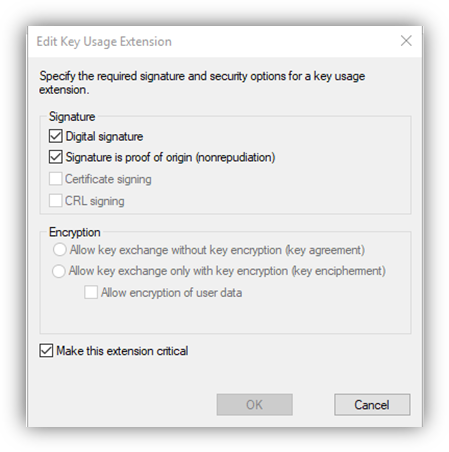 Edit Key Usage Extension
Specify the required signature and security options for a key usage
extension.
Signature
Digital signature
Signature is proof of origin (nonrepudiation)
Certificate signing
CRL signing
Encryption
Allow key exchange without key encryption (key agreement)
Allow key exchange only with key encryption (key encipherment)
Allow encryption of user data
Make this extension critical
OK Cancel